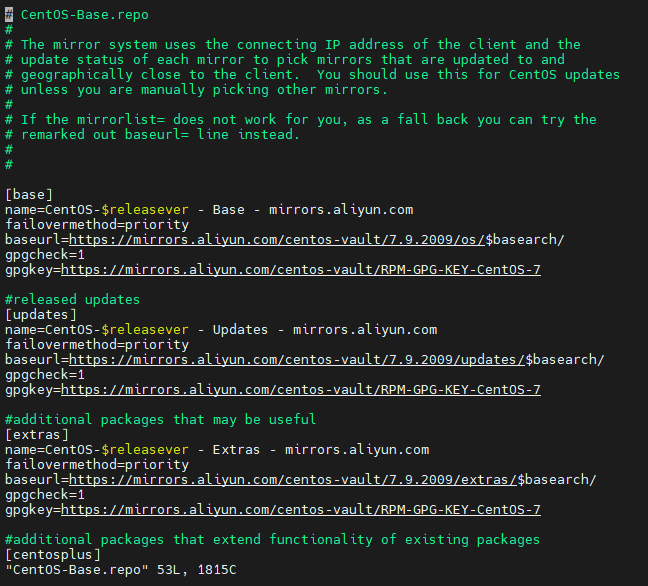 # CentOS-Base.repo
#
# The mirror system uses the connecting IP address of the client and the
# update status of each mirror to pick mirrors that are updated to and
# geographically close to the client.  You should use this for CentOS updates
# unless you are manually picking other mirrors.
#
# If the mirrorlist= does not work for you, as a fall back you can try the
# remarked out baseurl= line instead.
#
#

[base]
name=CentOS-$releasever - Base - mirrors.aliyun.com
failovermethod=priority
baseurl=https://mirrors.aliyun.com/centos-vault/7.9.2009/os/$basearch/
gpgcheck=1
gpgkey=https://mirrors.aliyun.com/centos-vault/RPM-GPG-KEY-CentOS-7

#released updates
[updates]
name=CentOS-$releasever - Updates - mirrors.aliyun.com
failovermethod=priority
baseurl=https://mirrors.aliyun.com/centos-vault/7.9.2009/updates/$basearch/
gpgcheck=1
gpgkey=https://mirrors.aliyun.com/centos-vault/RPM-GPG-KEY-CentOS-7

#additional packages that may be useful
[extras]
name=CentOS-$releasever - Extras - mirrors.aliyun.com
failovermethod=priority
baseurl=https://mirrors.aliyun.com/centos-vault/7.9.2009/extras/$basearch/
gpgcheck=1
gpgkey=https://mirrors.aliyun.com/centos-vault/RPM-GPG-KEY-CentOS-7

#additional packages that extend functionality of existing packages
[centosplus]
"CentOS-Base.repo" 53L, 1815C